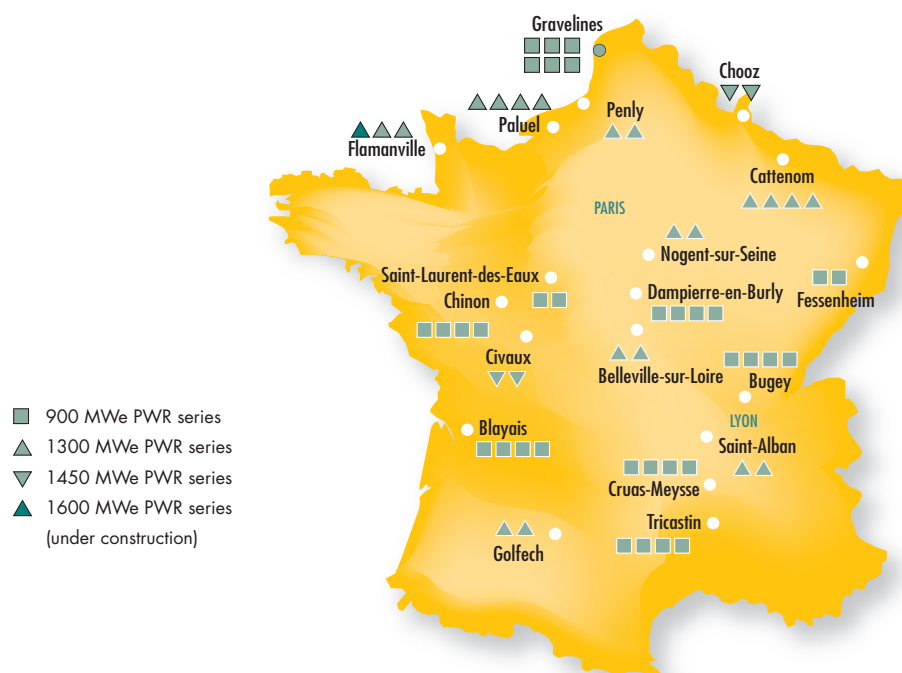 Gravelines
Chooz
Penly
Paluel
Flamanville
Cattenom
PARIS
Nogent-sur-Seine
Saint-Laurent-des-Eaux
Dampierre-en-Burly
Chinon
Fessenheim
Civaux
Belleville-sur-Loire
Bugey
900 MWe PWR series
LYON
Blayais
1300 MWe PWR series
Saint-Alban
1450 MWe PWR series
Cruas-Meysse
1600 MWe PWR series
Tricastin
(under construction)
Golfech